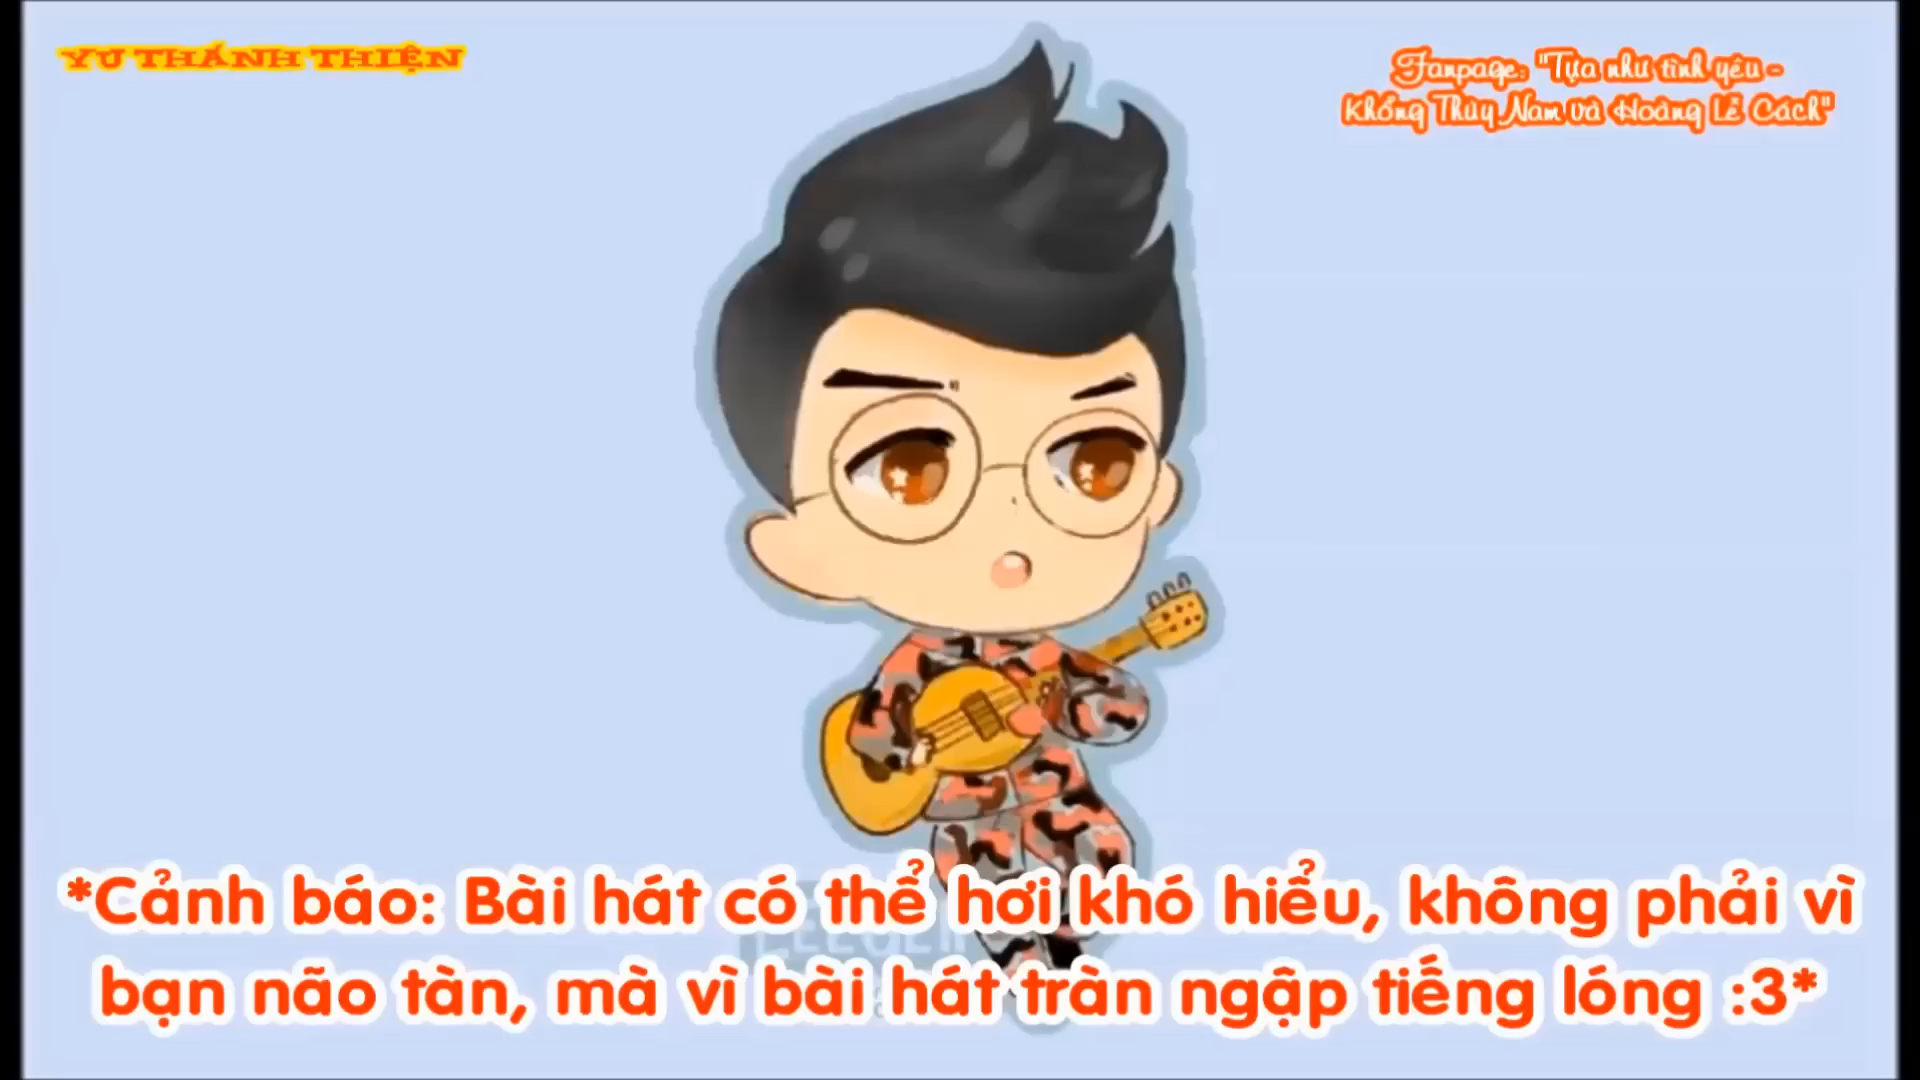 YU THÁNH THIỆN
Fanpage: "Tựa như tình yêu -
Khổng Thùy Nam và Hoàng Lễ Cách"
*Cảnh báo: Bài hát có thể hơi khó hiểu, không phải vì
bạn não tàn, mà vì bài hát tràn ngập tiếng lóng :3*